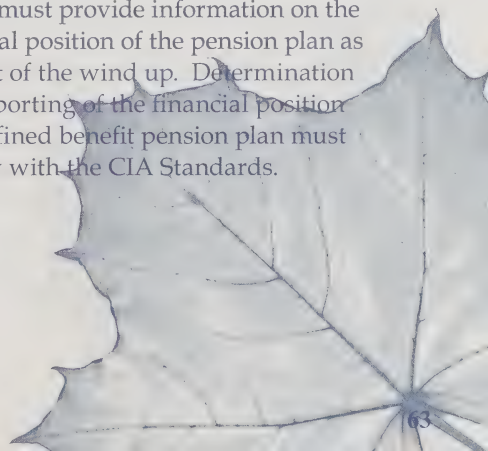 must provide information on the
al position of the pension plan as
t of the wind up. Determination
porting of the financial position
fined benefit pension plan must
with the CIA Standards.
63